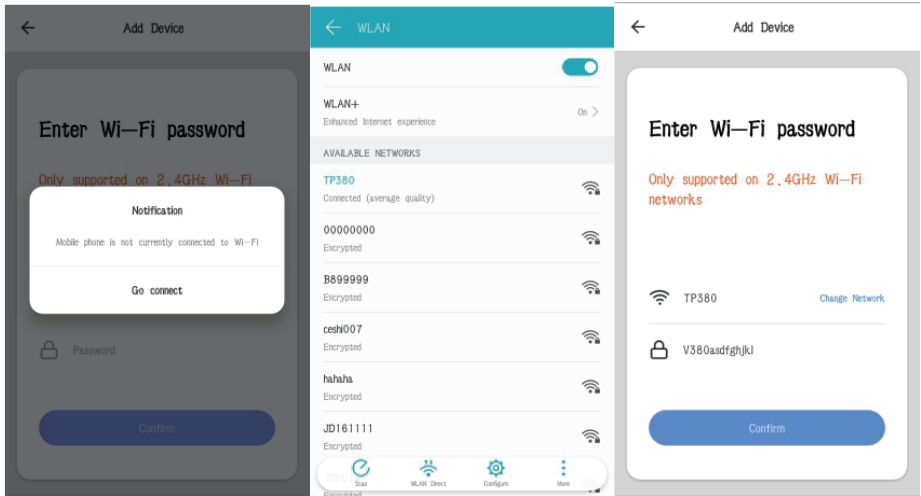 Add Device
Enter Wi-Fi password
Only supported on 2.4GHz Wi-Fi
Notification
Mobile phone is not currently connected to Wi-Fi
Go connect
Password
Confirm
WLAN
WLAN
WLAN+
Enhanced Internet experience
On
AVAILABLE NETWORKS
TP380
Connected (average quality)
00000000
Encrypted
B899999
Encrypted
ceshi007
Encrypted
hahaha
Encrypted
JD161111
Encrypted
Scan WLAN Direct Configure More
Encrypted
Add Device
Enter Wi-Fi password
Only supported on 2.4GHz Wi-Fi
networks
TP380 Change Network
V380asdfghjkl
Confirm